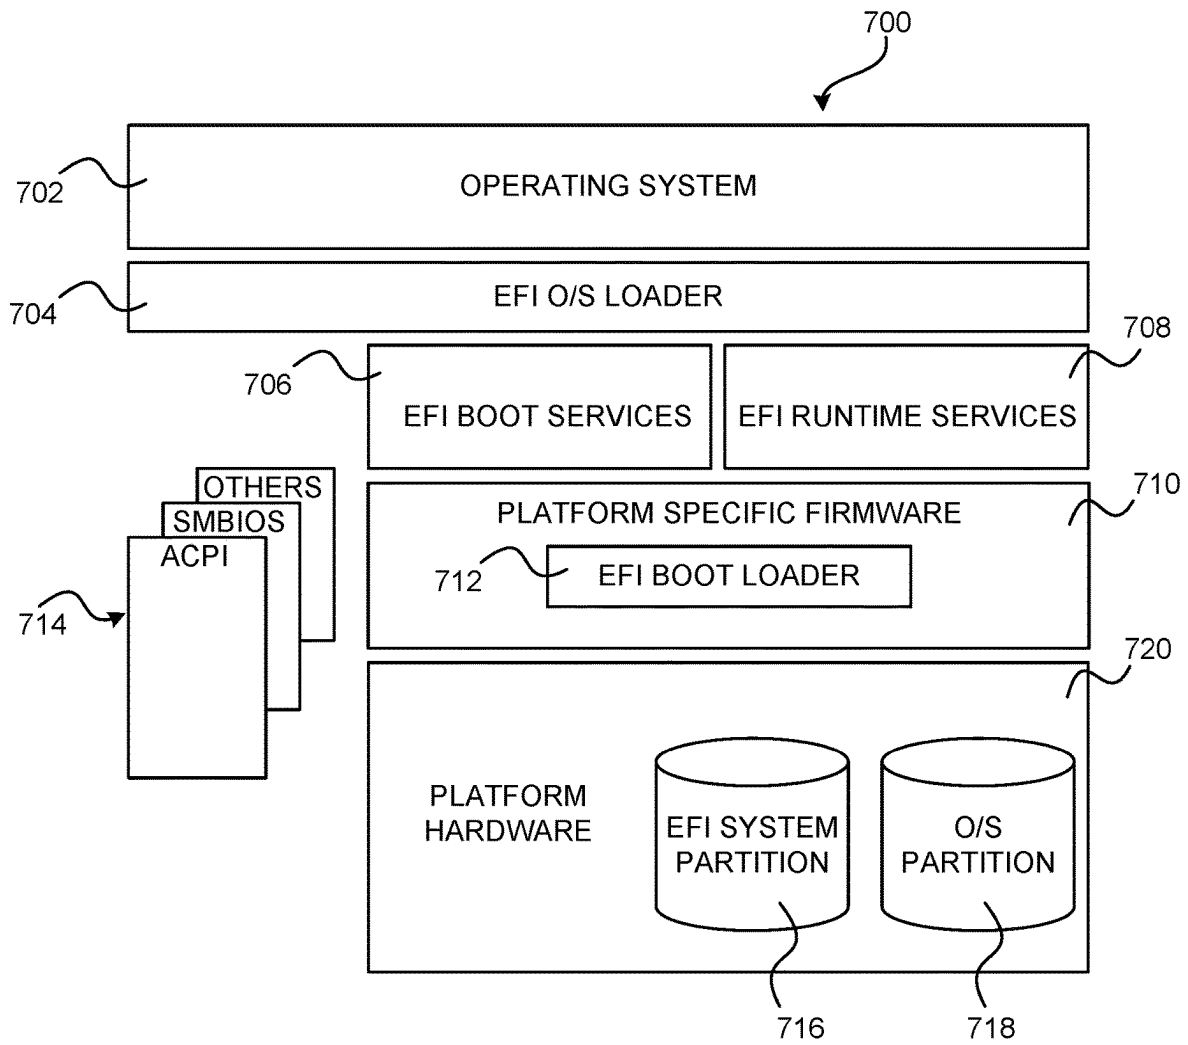 700
702
OPERATING SYSTEM
704
EFI O/S LOADER
708
706
EFI BOOT SERVICES
EFI RUNTIME SERVICES
OTHERS
SMBIOS
ACPI
714
710
PLATFORM SPECIFIC FIRMWARE
712
EFI BOOT LOADER
720
PLATFORM
HARDWARE
EFI SYSTEM
PARTITION
O/S
PARTITION
716
718